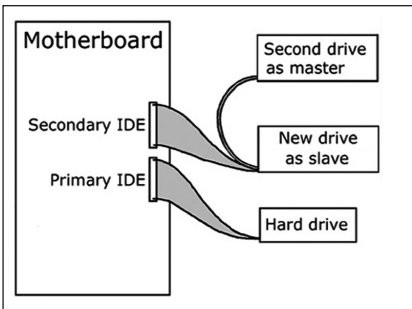 Motherboard
Second drive
as master
Secondary IDE
New drive
as slave
Primary IDE
Hard drive